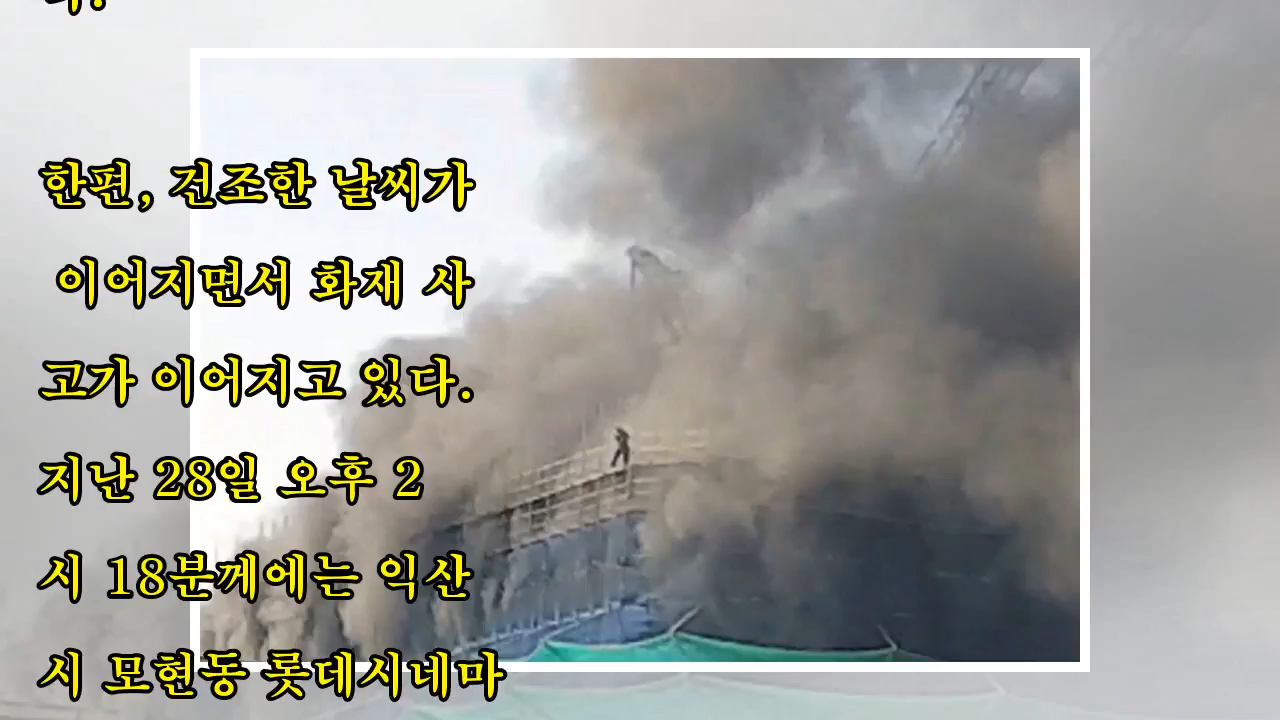 한편, 건조한 날씨가
이어지면서 화재 사
고가 이어지고 있다.
지난 28일 오후 2
시 18분께에는 익산
시 모현동 롯데시네마